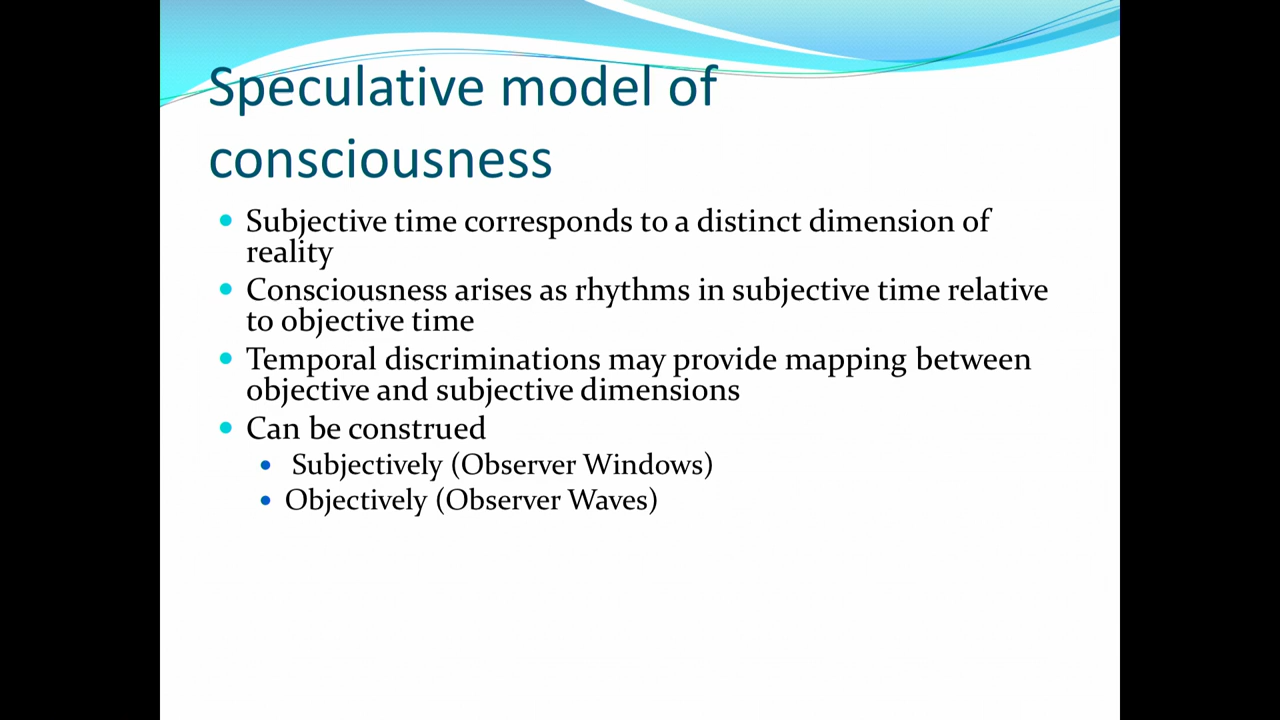 Speculative model of
consciousness
• Subjective time corresponds to a distinct dimension of
reality
• Consciousness arises as rhythms in subjective time relative
to objective time
• Temporal discriminations may provide mapping between
objective and subjective dimensions
• Can be construed
• Subjectively (Observer Windows)
• Objectively (Observer Waves)